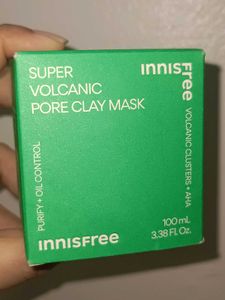 SUPER
VOLCANIC
PORE CLAY MASK
INNISFree
VOLCANIC CLUSTERS + AHA
PURIFY + OIL CONTROL
100 mL
3.38 FL Oz.
INNISFree